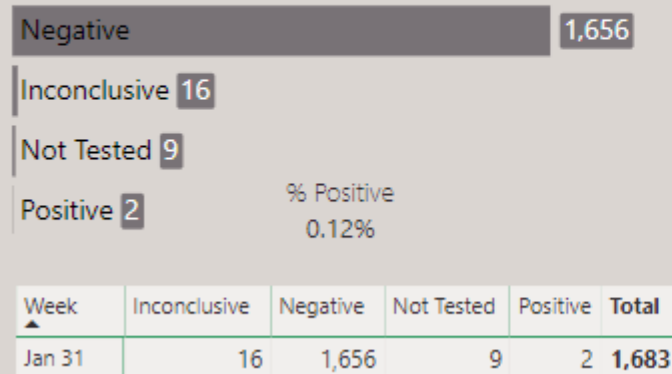 Negative 1,656
Inconclusive 16
Not Tested 9
Positive 2
% Positive
0.12%
Week Inconclusive Negative Not Tested Positive Total
Jan 31 16 1,656 9 2 1,683